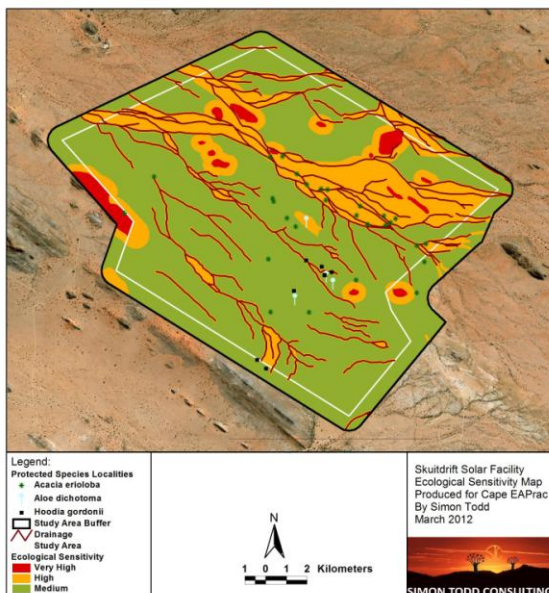 Legend:
Protected Species Localities
Acacia erioloba
Aloe dichotoma
Hoodia gordonii
Study Area Buffer
Drainage
Study Area
Ecological Sensitivity
Very High
High
Medium
N
1 0 1 2 Kilometers
Skuitdrift Solar Facility
Ecological Sensitivity Map
Produced for Cape EAPrac
By Simon Todd
March 2012
SIMON TODD CONSULTING